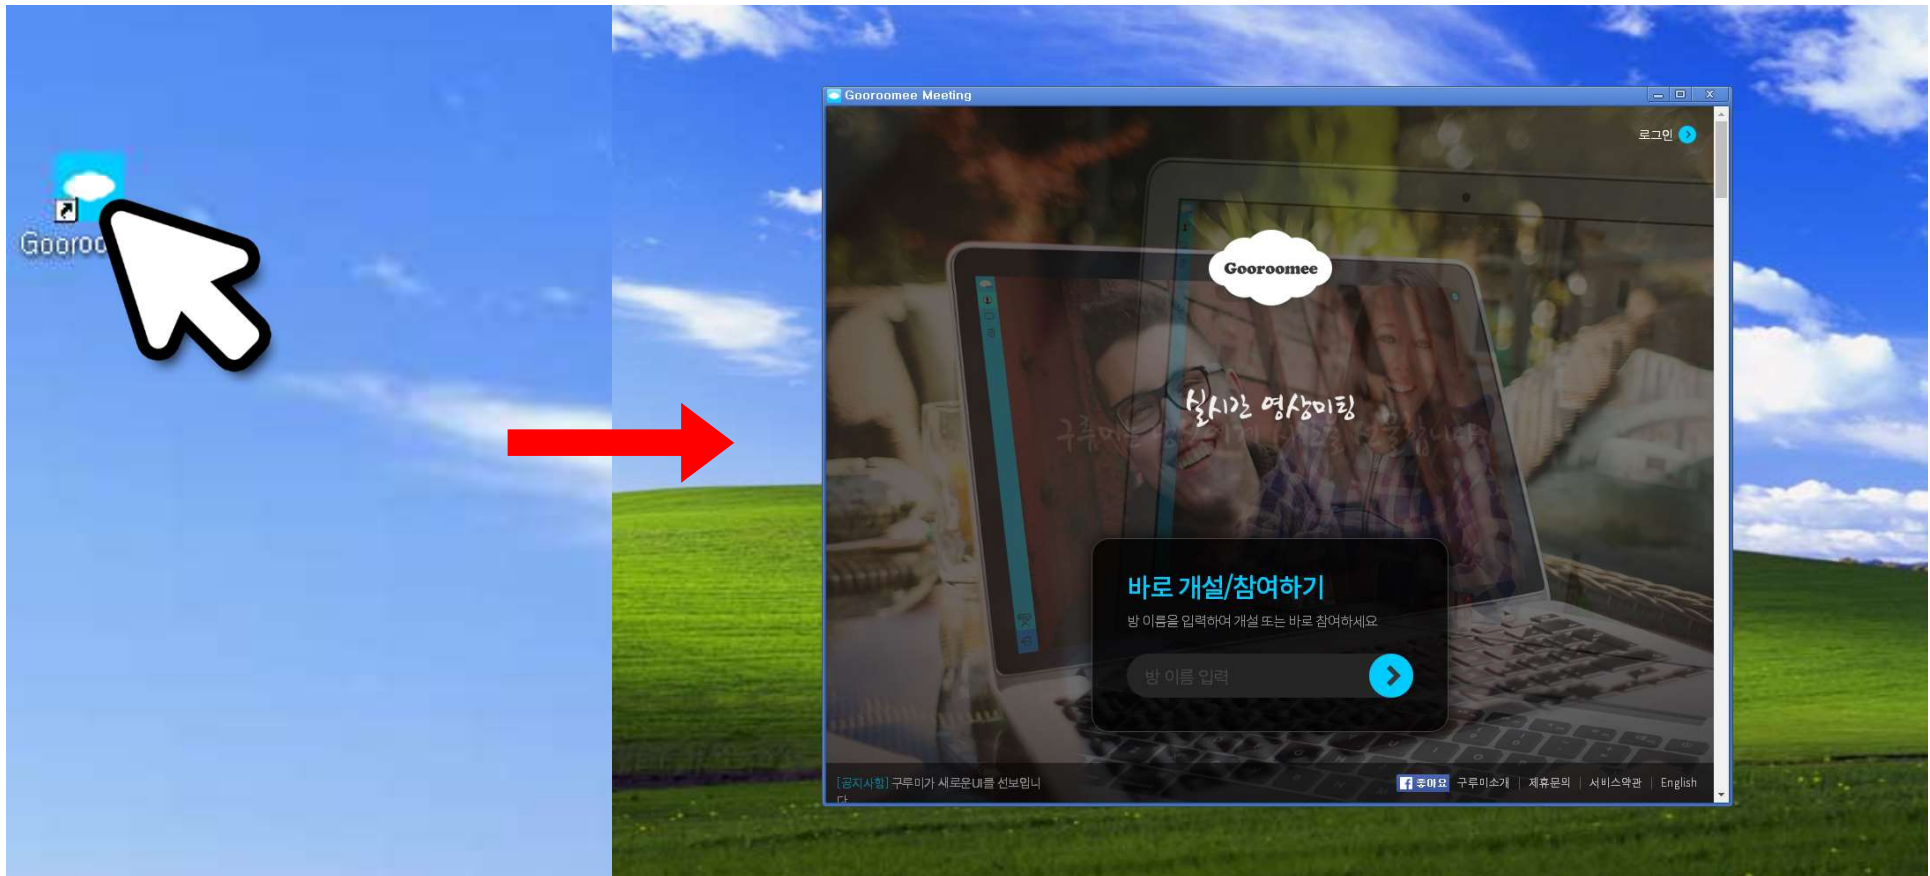 Gooroomee Meeting
로그인
Gooroomee
실시간 영상미팅
바로 개설/참여하기
방 이름을 입력하여 개설 또는 바로 참여하세요
방 이름 입력
[공지사항] 구루미가 새로운UI를 선보입니
다
좋아요 구루미소개 | 제휴문의 | 서비스약관 | English